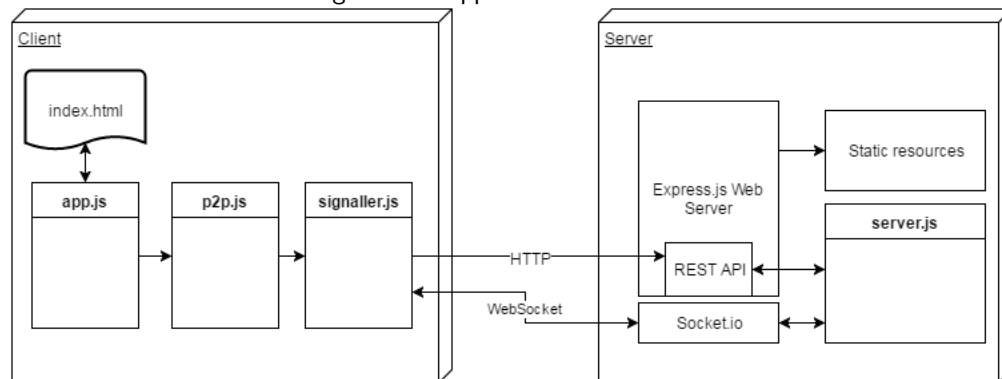 Client
index.html
app.js
p2p.js
signaller.js
HTTP
WebSocket
Server
Express.js Web
Server
REST API
Socket.io
Static resources
server.js